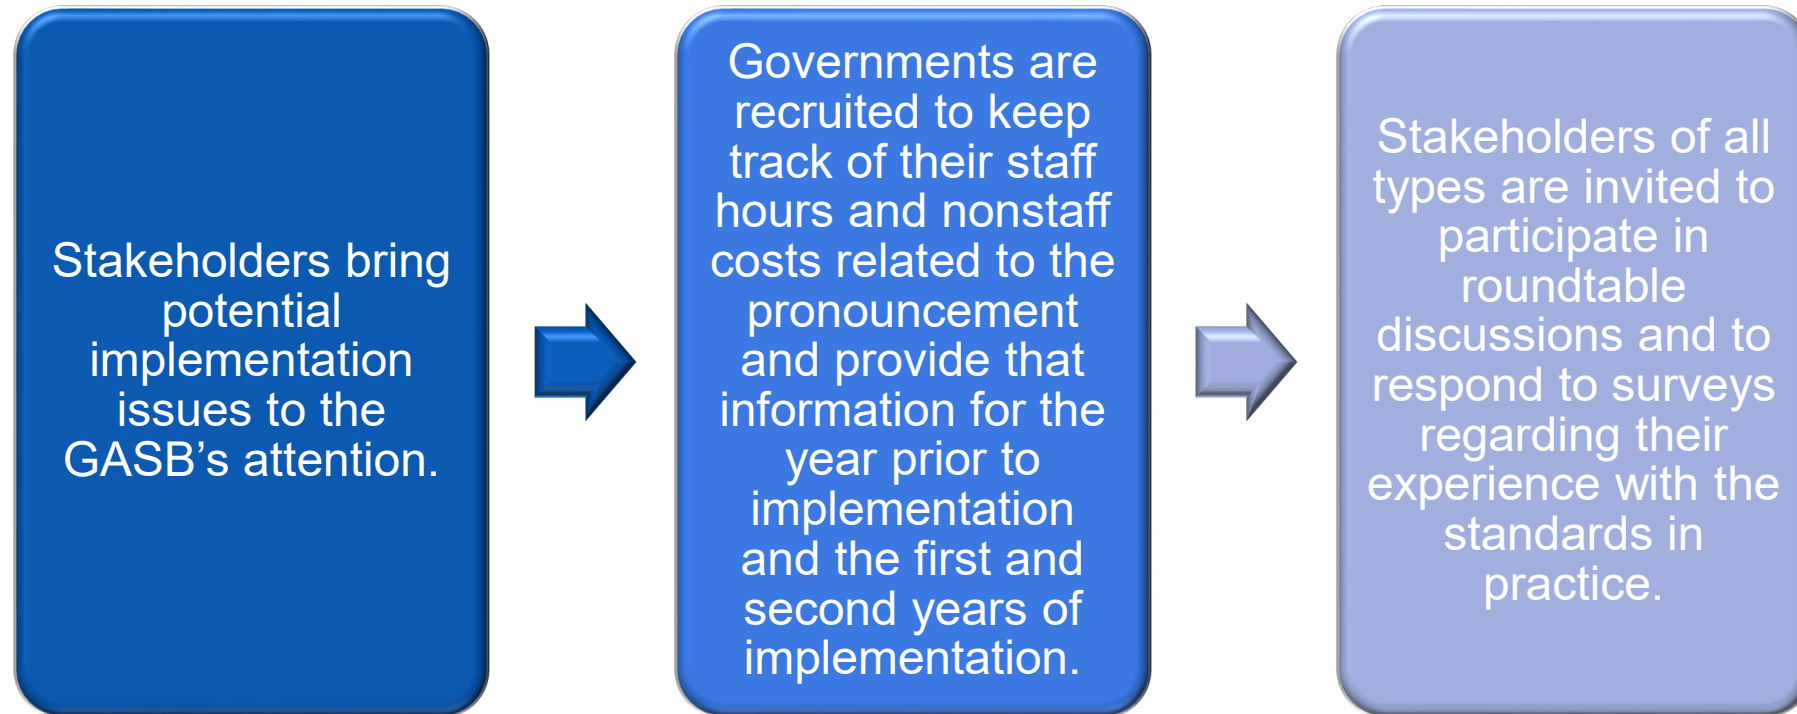 Stakeholders bring
potential
implementation
issues to the
GASB’s attention.
Governments are
recruited to keep
track of their staff
hours and nonstaff
costs related to the
pronouncement
and provide that
information for the
year prior to
implementation
and the first and
second years of
implementation.
Stakeholders of all
types are invited to
participate in
roundtable
discussions and to
respond to surveys
regarding their
experience with the
standards in
practice.